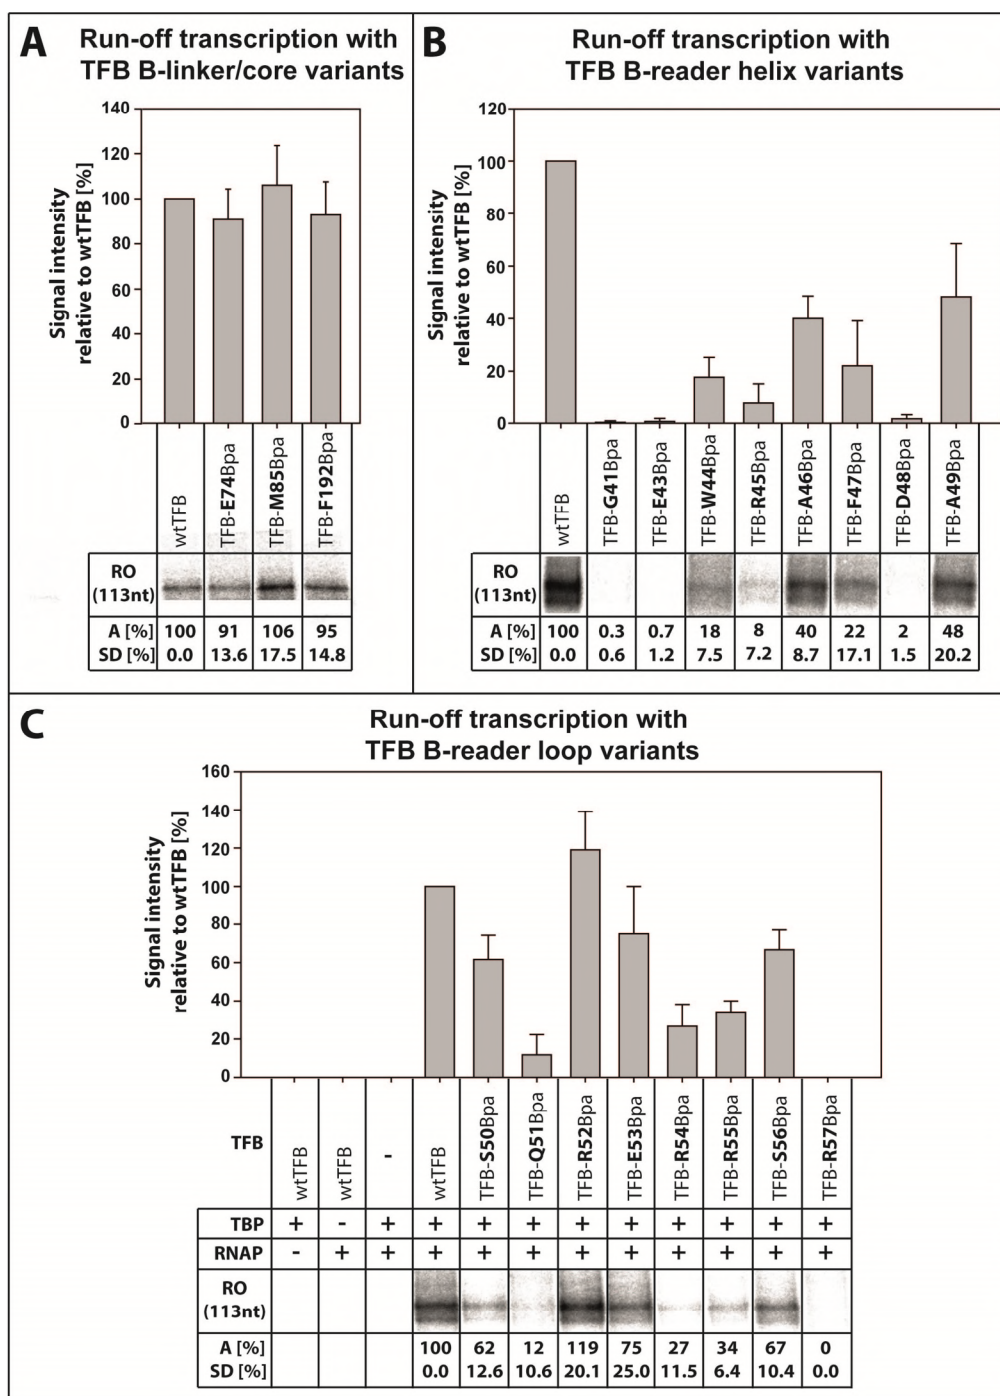 A
Run-off transcription with
TFB B-linker/core variants
Signal intensity
relative to wtTFB [%]
140
120
100
80
60
40
20
0
wtTFB
TFB-E74Bpa
TFB-M85Bpa
TFB-F192Bpa
RO
(113nt)
A [%] 100 91 106 95
SD [%] 0.0 13.6 17.5 14.8
B
Run-off transcription with
TFB B-reader helix variants
Signal intensity
relative to wtTFB [%]
120
100
80
60
40
20
0
wtTFB
TFB-G41Bpa
TFB-E43Bpa
TFB-W44Bpa
TFB-R45Bpa
TFB-A46Bpa
TFB-F47Bpa
TFB-D48Bpa
TFB-A49Bpa
RO
(113nt)
A [%] 100 0.3 0.7 18 8 40 22 2 48
SD [%] 0.0 0.6 1.2 7.5 7.2 8.7 17.1 1.5 20.2
C
Run-off transcription with
TFB B-reader loop variants
Signal intensity
relative to wtTFB [%]
160
140
120
100
80
60
40
20
0
TFB
wtTFB
wtTFB
-
wtTFB
TFB-S50Bpa
TFB-Q51Bpa
TFB-R52Bpa
TFB-E53Bpa
TFB-R54Bpa
TFB-R55Bpa
TFB-S56Bpa
TFB-R57Bpa
TBP + - + + + + + + + + + +
RNAP - + + + + + + + + + + +
RO
(113nt)
A [%] 100 62 12 119 75 27 34 67 0
SD [%] 0.0 12.6 10.6 20.1 25.0 11.5 6.4 10.4 0.0